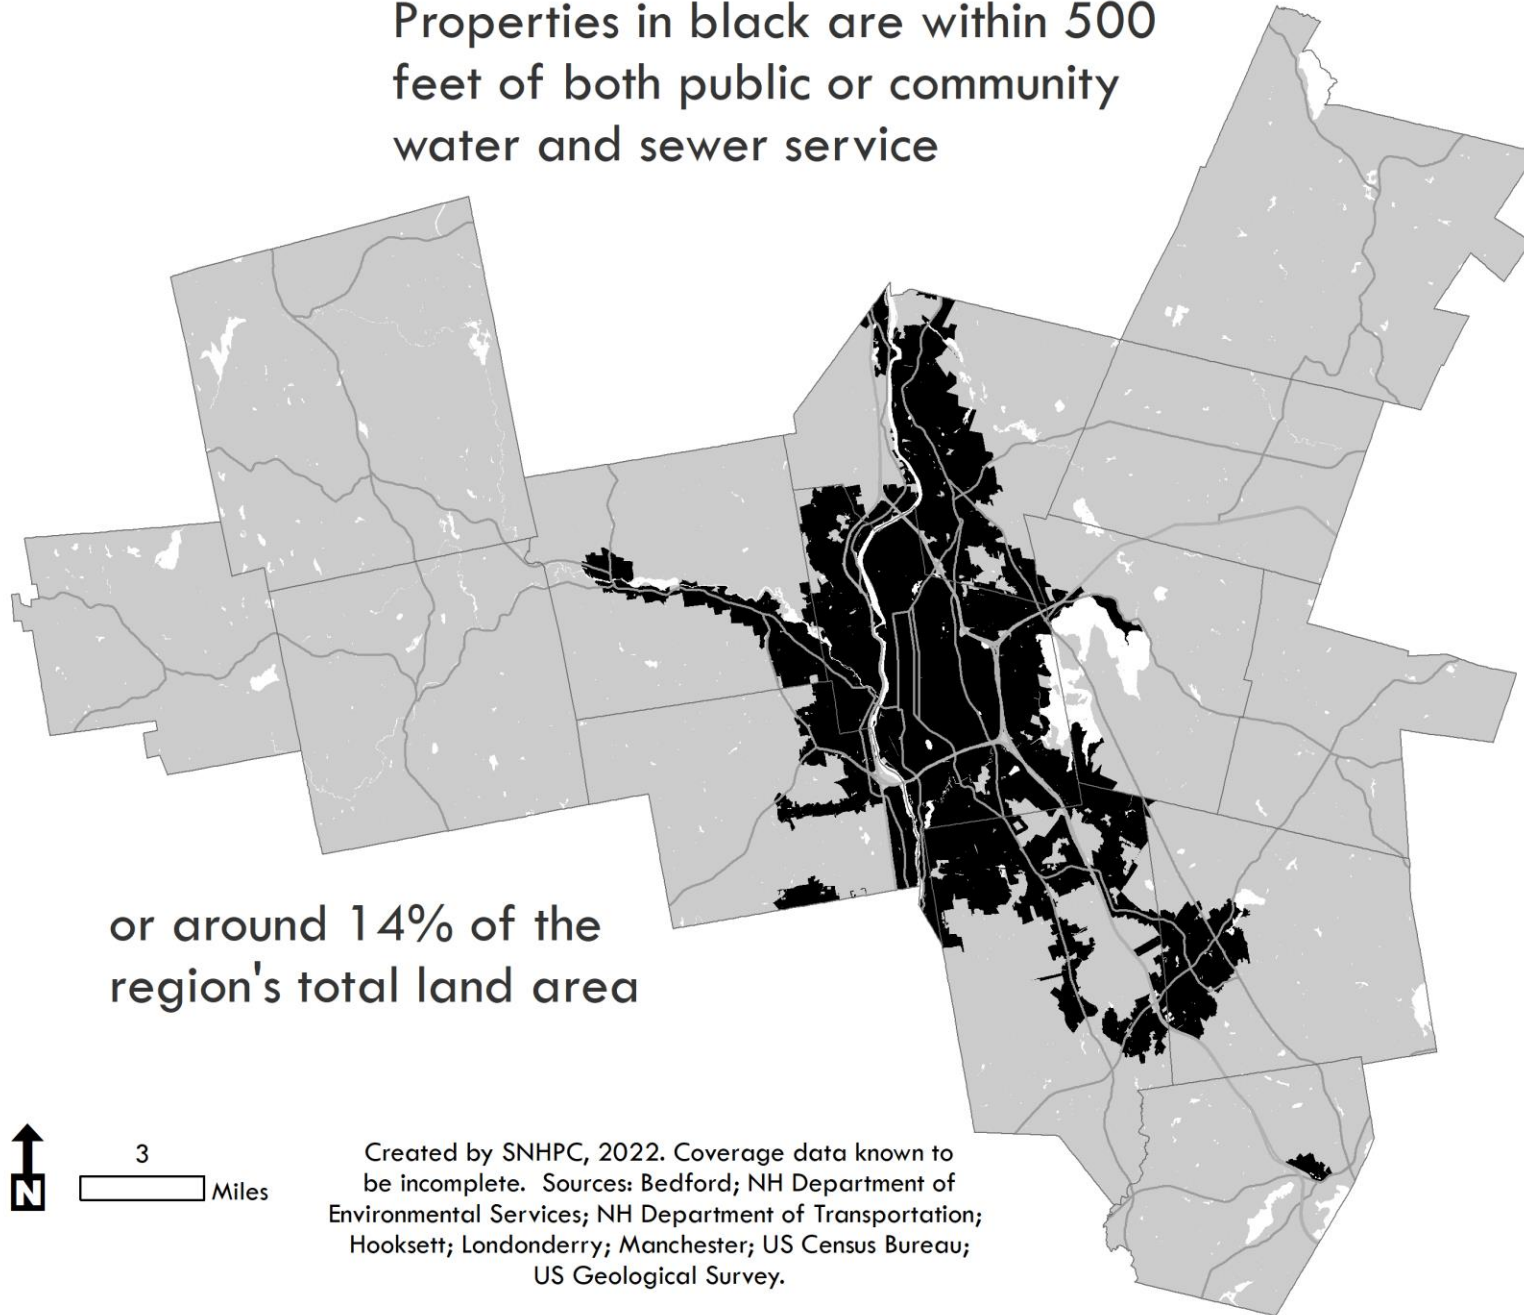 Properties in black are within 500
feet of both public or community
water and sewer service
or around 14% of the
region's total land area
N
3
Miles
Created by SNHPC, 2022. Coverage data known to
be incomplete.  Sources: Bedford; NH Department of
Environmental Services; NH Department of Transportation;
Hooksett; Londonderry; Manchester; US Census Bureau;
US Geological Survey.